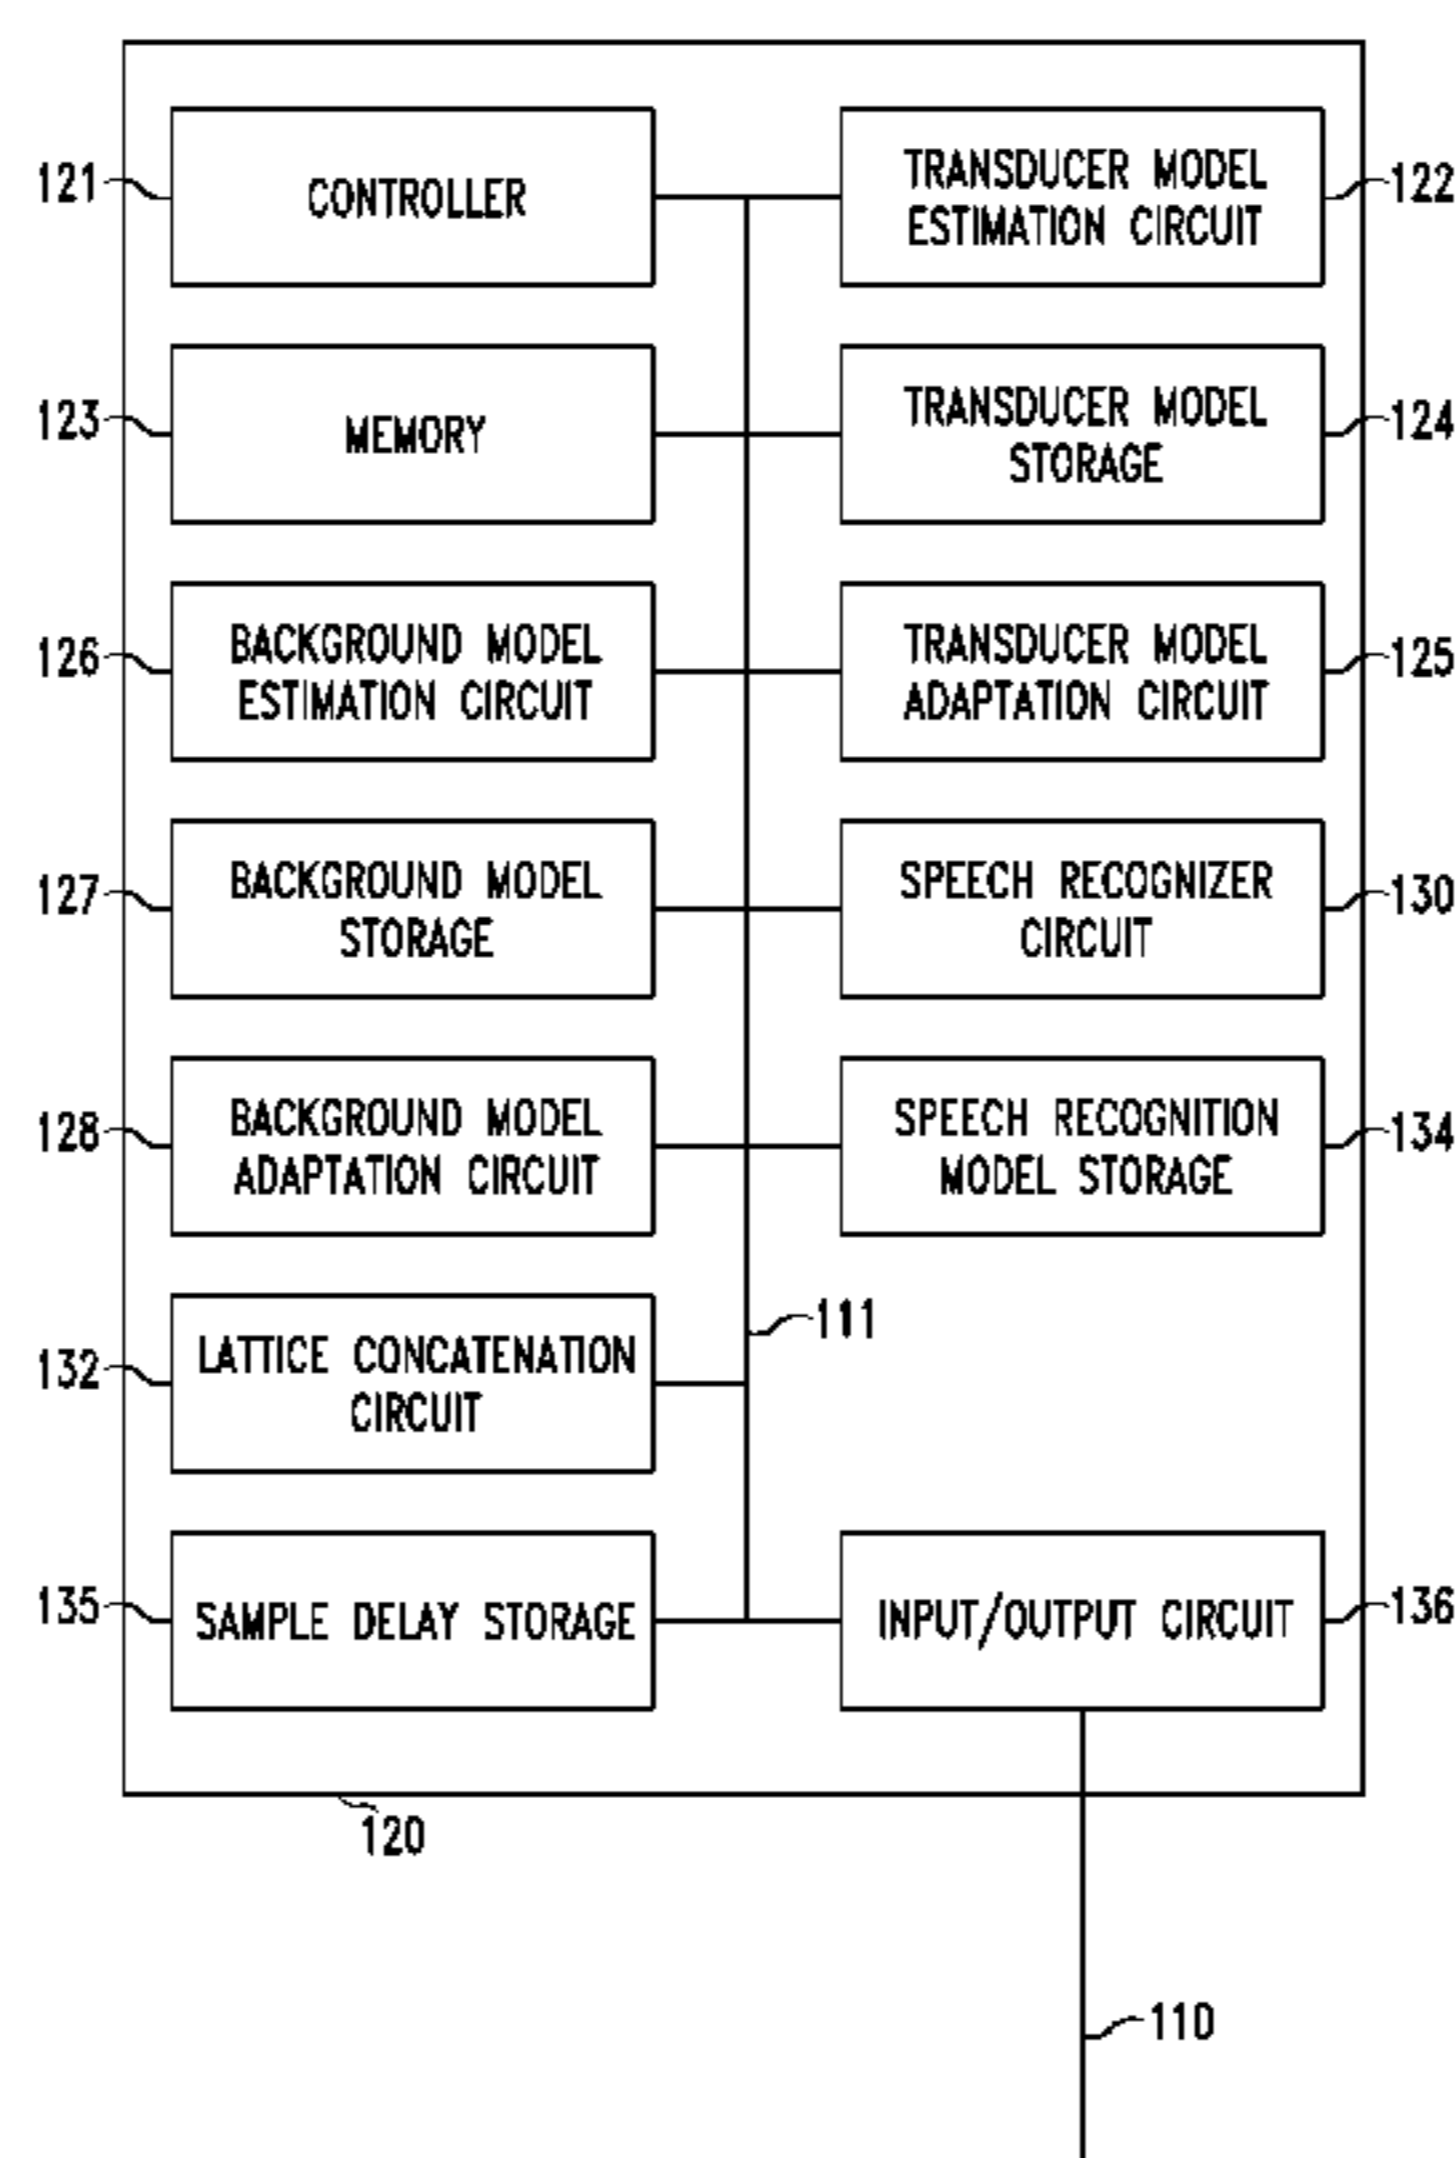 121
CONTROLLER
TRANSDUCER MODEL
ESTIMATION CIRCUIT
122
123
MEMORY
TRANSDUCER MODEL
STORAGE
124
126
BACKGROUND MODEL
ESTIMATION CIRCUIT
TRANSDUCER MODEL
ADAPTATION CIRCUIT
125
127
BACKGROUND MODEL
STORAGE
SPEECH RECOGNIZER
CIRCUIT
130
128
BACKGROUND MODEL
ADAPTATION CIRCUIT
SPEECH RECOGNITION
MODEL STORAGE
134
111
132
LATTICE CONCATENATION
CIRCUIT
135
SAMPLE DELAY STORAGE
INPUT/OUTPUT CIRCUIT
136
120
110